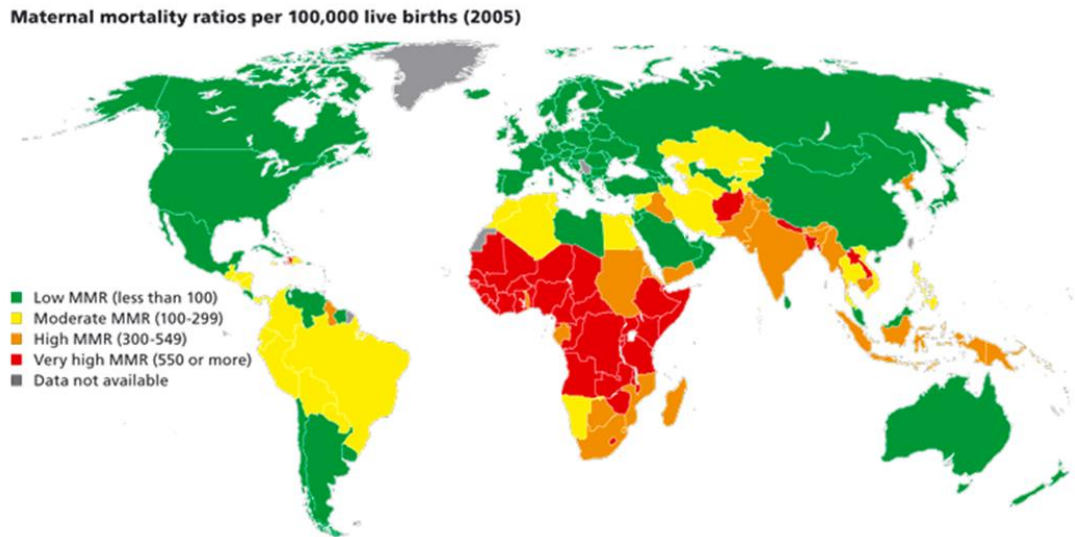 Maternal mortality ratios per 100,000 live births (2005)
Low MMR (less than 100)
Moderate MMR (100-299)
High MMR (300-549)
Very high MMR (550 or more)
Data not available